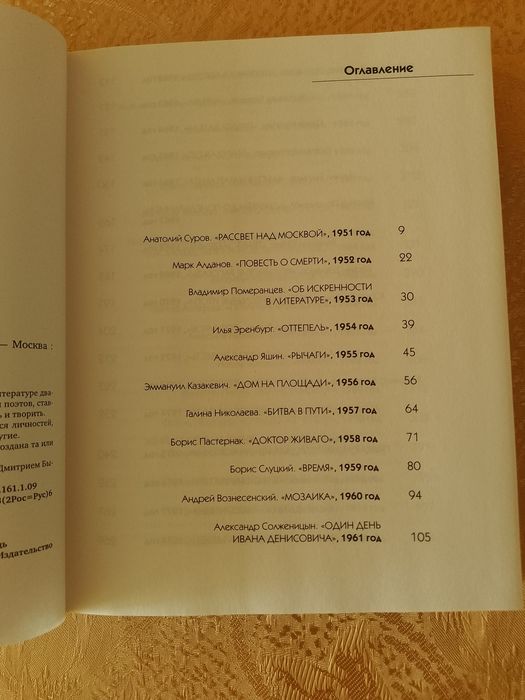 — Москва :
тературе два-
поэтов, став-
ь и творить.
ся личностей,
угие.
оздана та или
Дмитрием Бы-
161.1.09
(2Рос=Рус)6
Издательство
Оглавление
Анатолий Суров. «РАССВЕТ НАД МОСКВОЙ», 1951 год 9
Марк Алданов. «ПОВЕСТЬ О СМЕРТИ», 1952 год 22
Владимир Померанцев. «ОБ ИСКРЕННОСТИ
В ЛИТЕРАТУРЕ», 1953 год 30
Илья Эренбург. «ОТТЕПЕЛЬ», 1954 год 39
Александр Яшин. «РЫЧАГИ», 1955 год 45
Эммануил Казакевич. «ДОМ НА ПЛОЩАДИ», 1956 год 56
Галина Николаева. «БИТВА В ПУТИ», 1957 год 64
Борис Пастернак. «ДОКТОР ЖИВАГО», 1958 год 71
Борис Слуцкий. «ВРЕМЯ», 1959 год 80
Андрей Вознесенский. «МОЗАИКА», 1960 год 94
Александр Солженицын. «ОДИН ДЕНЬ
ИВАНА ДЕНИСОВИЧА», 1961 год 105